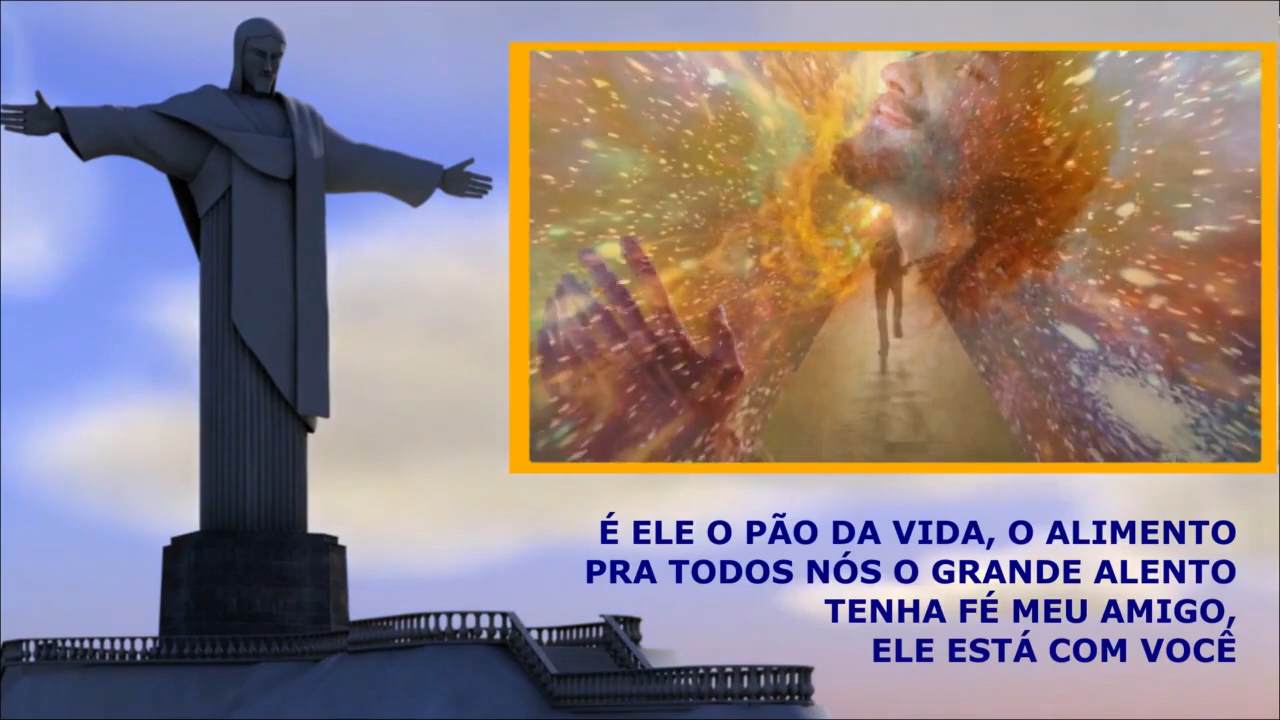 É ELE O PÃO DA VIDA, O ALIMENTO
PRA TODOS NÓS O GRANDE ALENTO
TENHA FÉ MEU AMIGO,
ELE ESTÁ COM VOCÊ